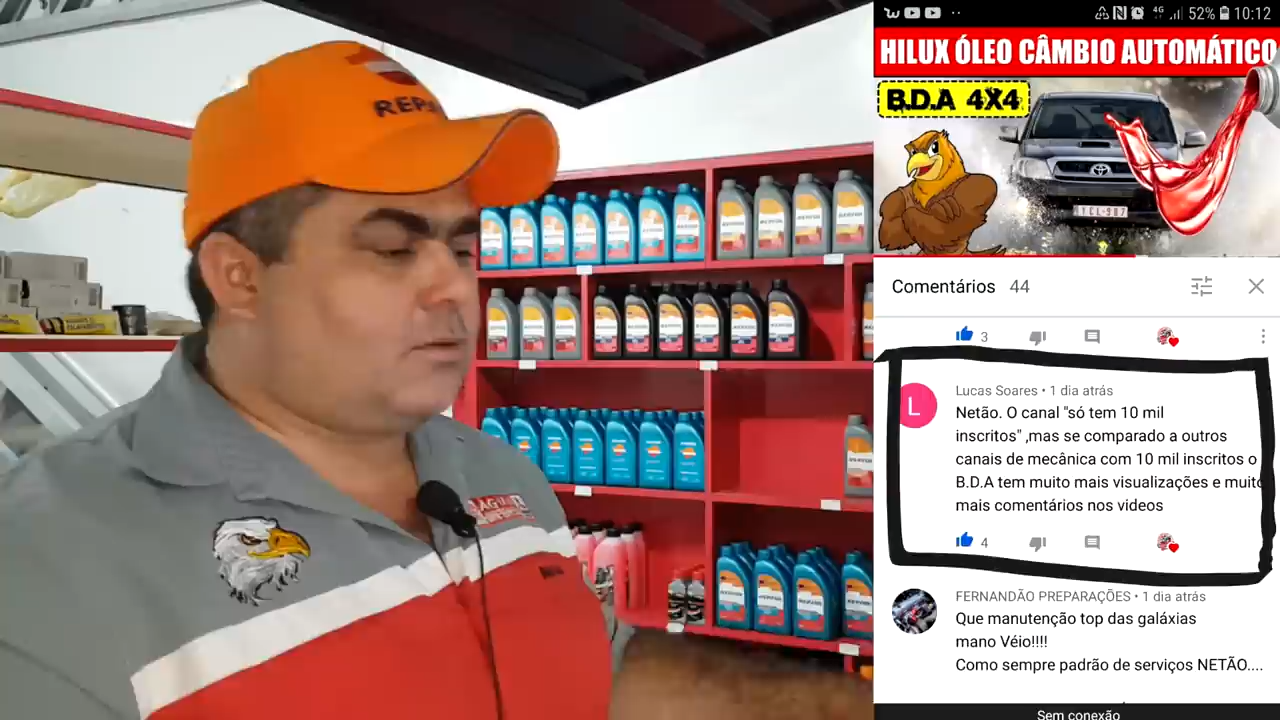 REPS
52% 10:12
4G
HILUX ÓLEO CÂMBIO AUTOMÁTICO
B.D.A 4X4
Comentários 44
3
Lucas Soares • 1 dia atrás
L
Netão. O canal "só tem 10 mil
inscritos" ,mas se comparado a outros
canais de mecânica com 10 mil inscritos o
B.D.A tem muito mais visualizações e muito
mais comentários nos videos
4
FERNANDÃO PREPARAÇÕES • 1 dia atrás
Que manutenção top das galáxias
mano Véio!!!!
Como sempre padrão de serviços NETÃO....
Sem conexão